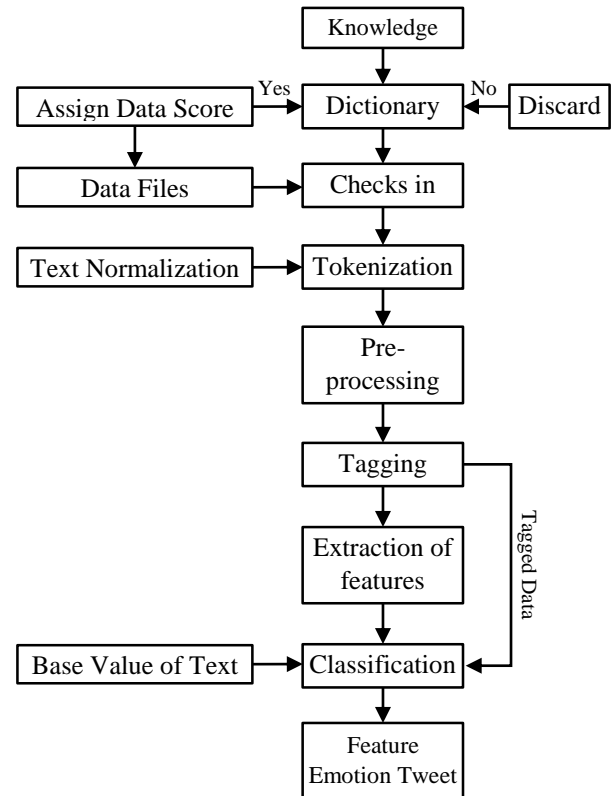 Knowledge
Yes
No
Assign Data Score
Dictionary
Discard
Data Files
Checks in
Text Normalization
Tokenization
Pre-
processing
Tagging
Tagged Data
Extraction of
features
Base Value of Text
Classification
Feature
Emotion Tweet